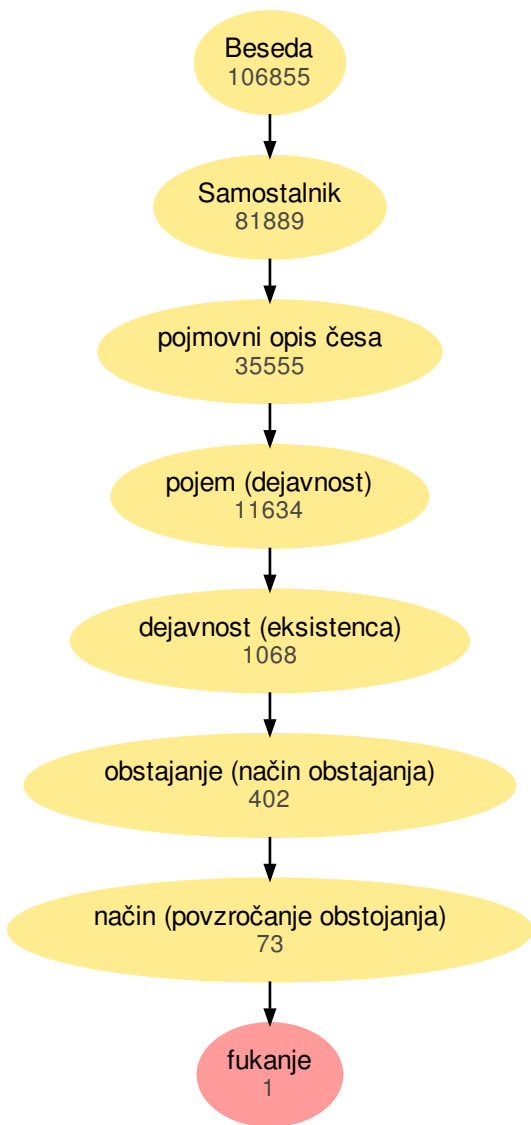 Beseda
106855
Samostalnik
81889
pojmovni opis česa
35555
pojem (dejavnost)
11634
dejavnost (eksistenca)
1068
obstajanje (način obstajanja)
402
način (povzročanje obstojanja)
73
fukanje
1